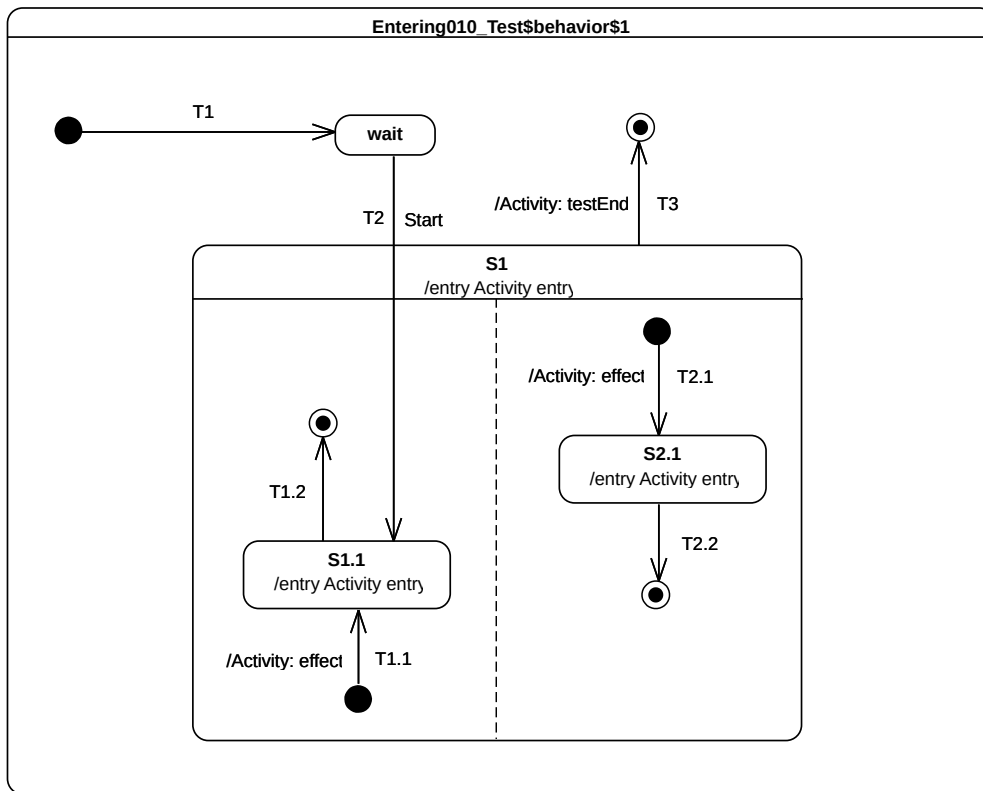 Entering010_Test$behavior$1
T1
wait
/Activity: testEnd
T3
T2
Start
S1
/entry Activity entry
/Activity: effect
T2.1
S2.1
/entry Activity entry
T1.2
T2.2
S1.1
/entry Activity entry
/Activity: effect
T1.1